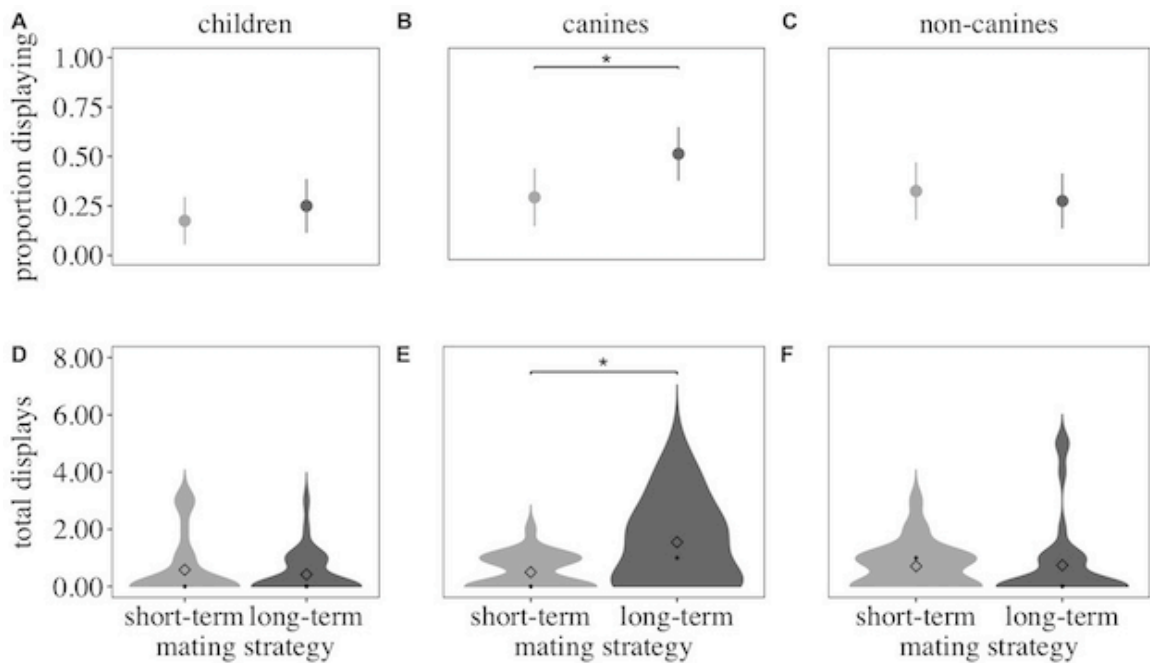 A children B canines C non-canines
proportion displaying
1.00
0.75
0.50
0.25
0.00
*
D E F
total displays
8.00
6.00
4.00
2.00
0.00
*
short-term long-term short-term long-term short-term long-term
mating strategy mating strategy mating strategy